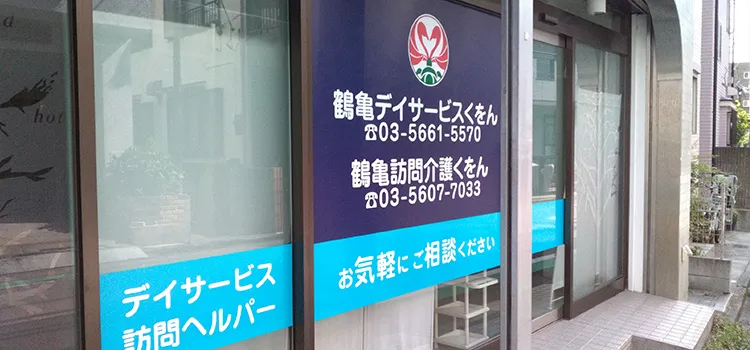 鶴亀デイサービスくをん
☎03-5661-5570
鶴亀訪問介護くをん
☎03-5607-7033
お気軽にご相談ください
デイサービス
訪問ヘルパー
hot